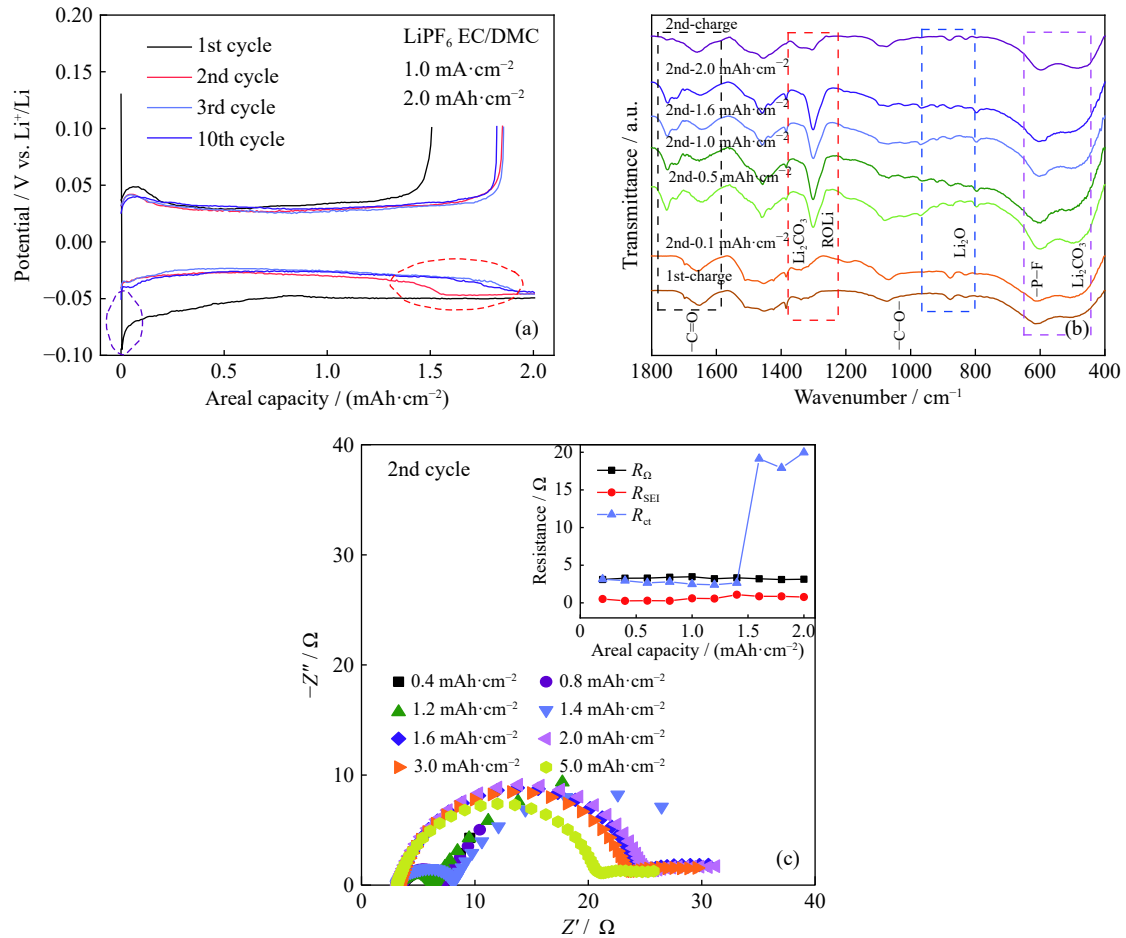 0.20
0.15
0.10
0.05
0.00
−0.05
−0.10
Potential / V vs. Li⁺/Li
1st cycle
2nd cycle
3rd cycle
10th cycle
LiPF₆ EC/DMC
1.0 mA·cm⁻²
2.0 mAh·cm⁻²
(a)
0 0.5 1.0 1.5 2.0
Areal capacity / (mAh·cm⁻²)
Transmittance / a.u.
2nd-charge
2nd-2.0 mAh·cm⁻²
2nd-1.6 mAh·cm⁻²
2nd-1.0 mAh·cm⁻²
2nd-0.5 mAh·cm⁻²
2nd-0.1 mAh·cm⁻²
1st-charge
−C=O
Li₂CO₃
ROLi
−C−O−
Li₂O
−P−F
Li₂CO₃
(b)
1800 1600 1400 1200 1000 800 600 400
Wavenumber / cm⁻¹
40
30
20
10
0
−Z″ / Ω
2nd cycle
20
15
10
5
0
Resistance / Ω
R_Ω
R_SEI
R_ct
0 0.5 1.0 1.5 2.0
Areal capacity / (mAh·cm⁻²)
0.4 mAh·cm⁻² 0.8 mAh·cm⁻²
1.2 mAh·cm⁻² 1.4 mAh·cm⁻²
1.6 mAh·cm⁻² 2.0 mAh·cm⁻²
3.0 mAh·cm⁻² 5.0 mAh·cm⁻²
(c)
0 10 20 30 40
Z′ / Ω